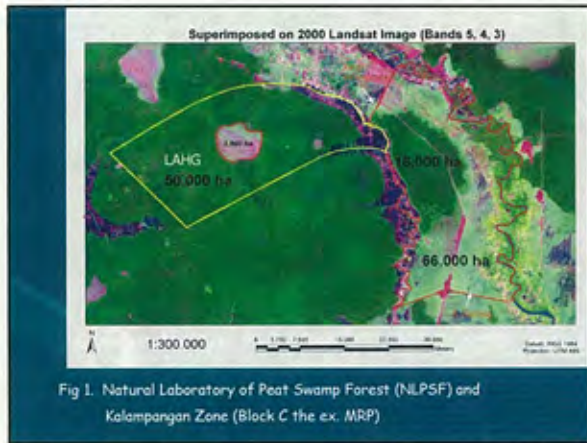 Superimposed on 2000 Landsat Image (Bands 5, 4, 3)
LAHG
50,000 ha
16,000 ha
66,000 ha
N
1:300.000
Fig 1. Natural Laboratory of Peat Swamp Forest (NLPSF) and
Kalampangan Zone (Block C the ex. MRP)